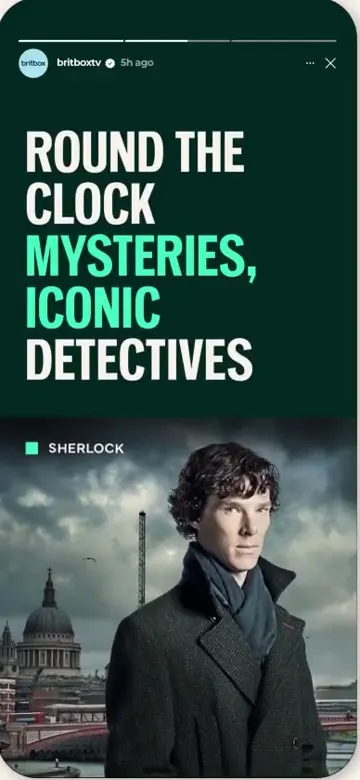 britbox
britboxtv 5h ago
ROUND THE
CLOCK
MYSTERIES,
ICONIC
DETECTIVES
SHERLOCK